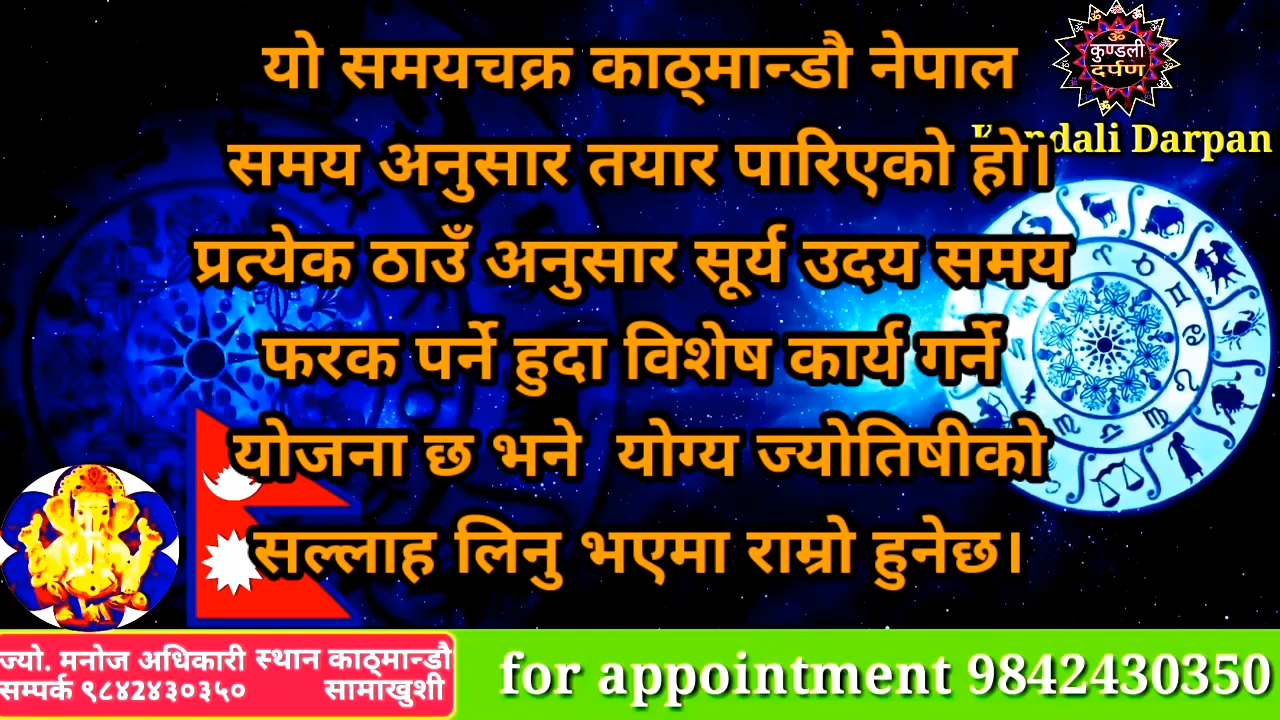 यो समयचक्र काठ्मान्डौ नेपाल
समय अनुसार तयार पारिएको हो।
प्रत्येक ठाउँ अनुसार सूर्य उदय समय
फरक पर्ने हुदा विशेष कार्य गर्ने
योजना छ भने योग्य ज्योतिषीको
सल्लाह लिनु भएमा राम्रो हुनेछ।
ॐ
कुण्डली
दर्पण
Kundali Darpan
ज्यो. मनोज अधिकारी स्थान काठ्मान्डौ
सम्पर्क ९८४२४३०३५० सामाखुशी
for appointment 9842430350